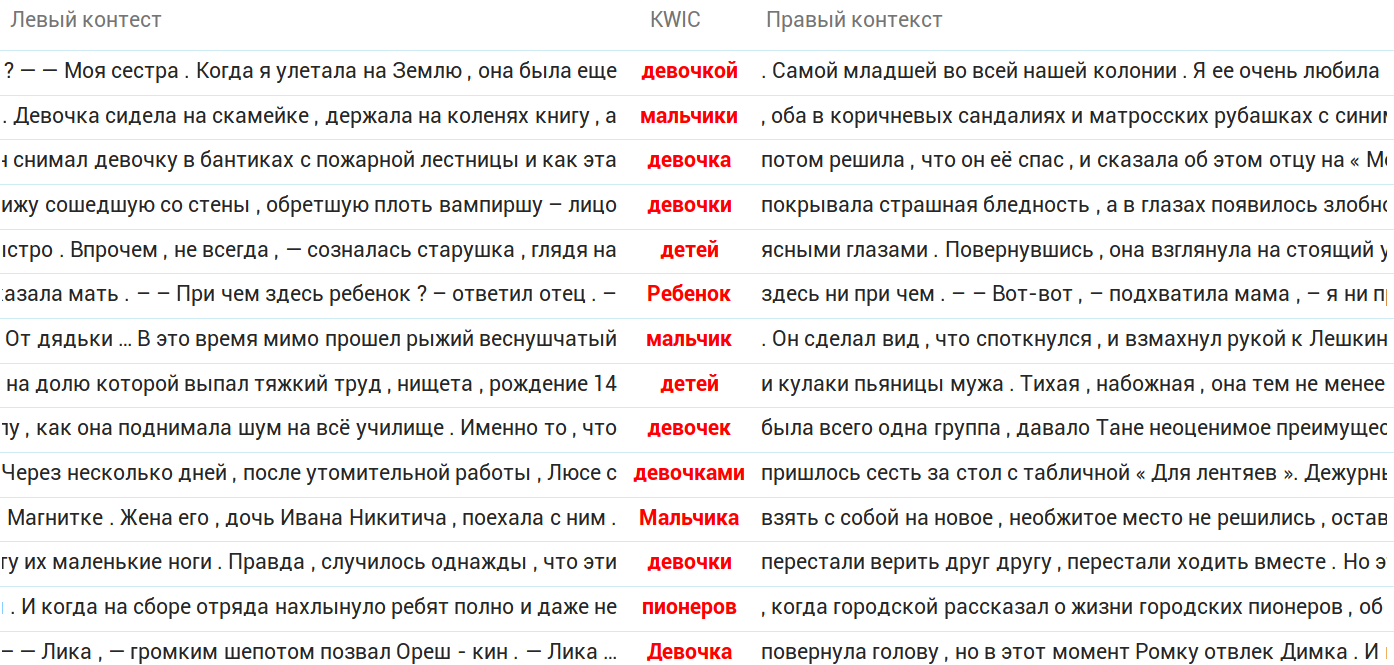 Левый контест KWIC Правый контекст
? — — Моя сестра . Когда я улетала на Землю , она была еще девочкой . Самой младшей во всей нашей колонии . Я ее очень любила
. Девочка сидела на скамейке , держала на коленях книгу , а мальчики , оба в коричневых сандалиях и матросских рубашках с
снимал девочку в бантиках с пожарной лестницы и как эта девочка потом решила , что он её спас , и сказала об этом отцу на «
сошедшую со стены , обретшую плоть вампиршу – лицо девочки покрывала страшная бледность , а в глазах появилось
. Впрочем , не всегда , — созналась старушка , глядя на детей ясными глазами . Повернувшись , она взглянула на стоящий
мать . – – При чем здесь ребенок ? – ответил отец . – Ребенок здесь ни при чем . – – Вот-вот , – подхватила мама , – я ни
От дядьки ... В это время мимо прошел рыжий веснушчатый мальчик . Он сделал вид , что споткнулся , и взмахнул рукой к
на долю которой выпал тяжкий труд , нищета , рождение 14 детей и кулаки пьяницы мужа . Тихая , набожная , она тем не менее
, как она поднимала шум на всё училище . Именно то , что девочек была всего одна группа , давало Тане неоценимое
Через несколько дней , после утомительной работы , Люсе с девочками пришлось сесть за стол с табличной « Для лентяев ».
Магнитке . Жена его , дочь Ивана Никитича , поехала с ним . Мальчика взять с собой на новое , необжитое место не решились ,
их маленькие ноги . Правда , случилось однажды , что эти девочки перестали верить друг другу , перестали ходить вместе . Но
. И когда на сборе отряда нахлынуло ребят полно и даже не пионеров , когда городской рассказал о жизни городских пионеров , об
– — Лика , — громким шепотом позвал Ореш - кин . — Лика ... Девочка повернула голову , но в этот момент Ромку отвлек Димка . И